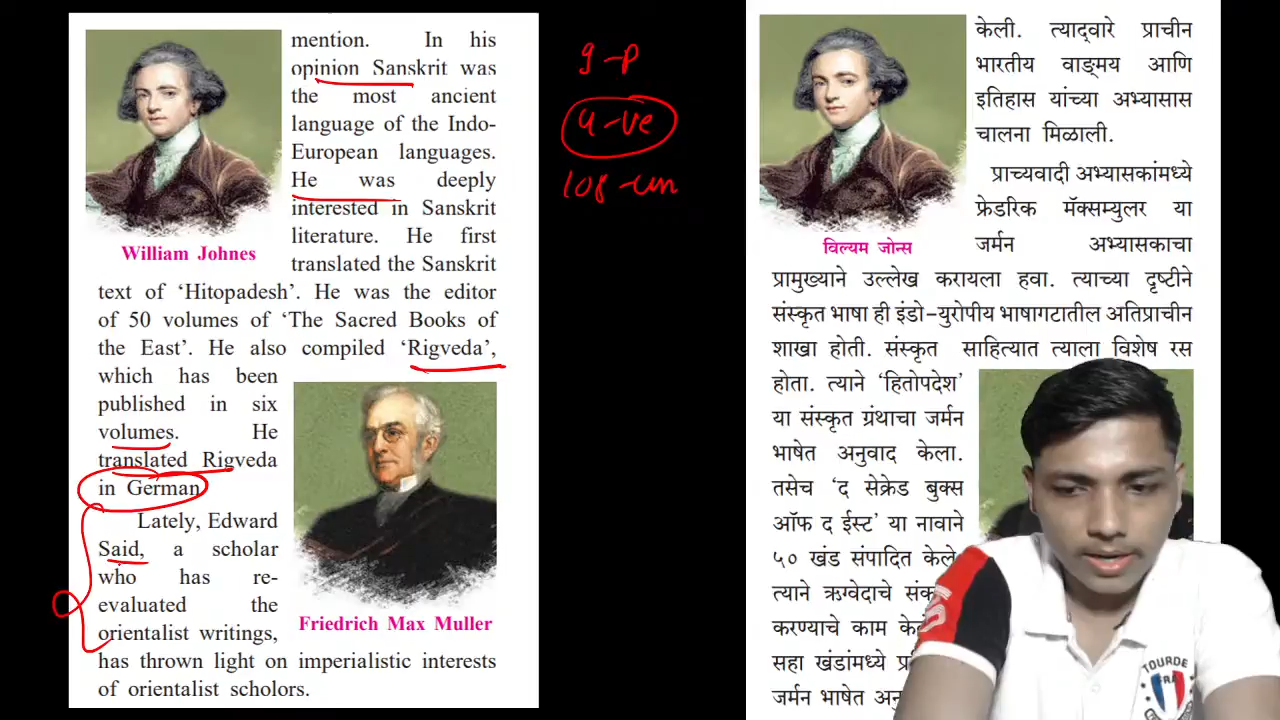 mention. In his
opinion Sanskrit was
the most ancient
language of the Indo-
European languages.
He was deeply
interested in Sanskrit
literature. He first
translated the Sanskrit
William Johnes
text of ‘Hitopadesh’. He was the editor
of 50 volumes of ‘The Sacred Books of
the East’. He also compiled ‘Rigveda’,
which has been
published in six
volumes. He
translated Rigveda
in German
Lately, Edward
Said, a scholar
who has re-
evaluated the
orientalist writings,
Friedrich Max Muller
has thrown light on imperialistic interests
of orientalist scholors.
9-P
4-ve
108-un
केली. त्याद्वारे प्राचीन
भारतीय वाङ्मय आणि
इतिहास यांच्या अभ्यासास
चालना मिळाली.
प्राच्यवादी अभ्यासकांमध्ये
फ्रेडरिक मॅक्सम्युलर या
जर्मन अभ्यासकाचा
विल्यम जोन्स
प्रामुख्याने उल्लेख करायला हवा. त्याच्या दृष्टीने
संस्कृत भाषा ही इंडो-युरोपीय भाषागटातील अतिप्राचीन
शाखा होती. संस्कृत साहित्यात त्याला विशेष रस
होता. त्याने ‘हितोपदेश’
या संस्कृत ग्रंथाचा जर्मन
भाषेत अनुवाद केला.
तसेच ‘द सेक्रेड बुक्स
ऑफ द ईस्ट’ या नावाने
५० खंड संपादित केले.
त्याने ऋग्वेदाचे
करण्याचे काम
सहा खंडांमध्ये
जर्मन भाषेत
TOURDE
FRA